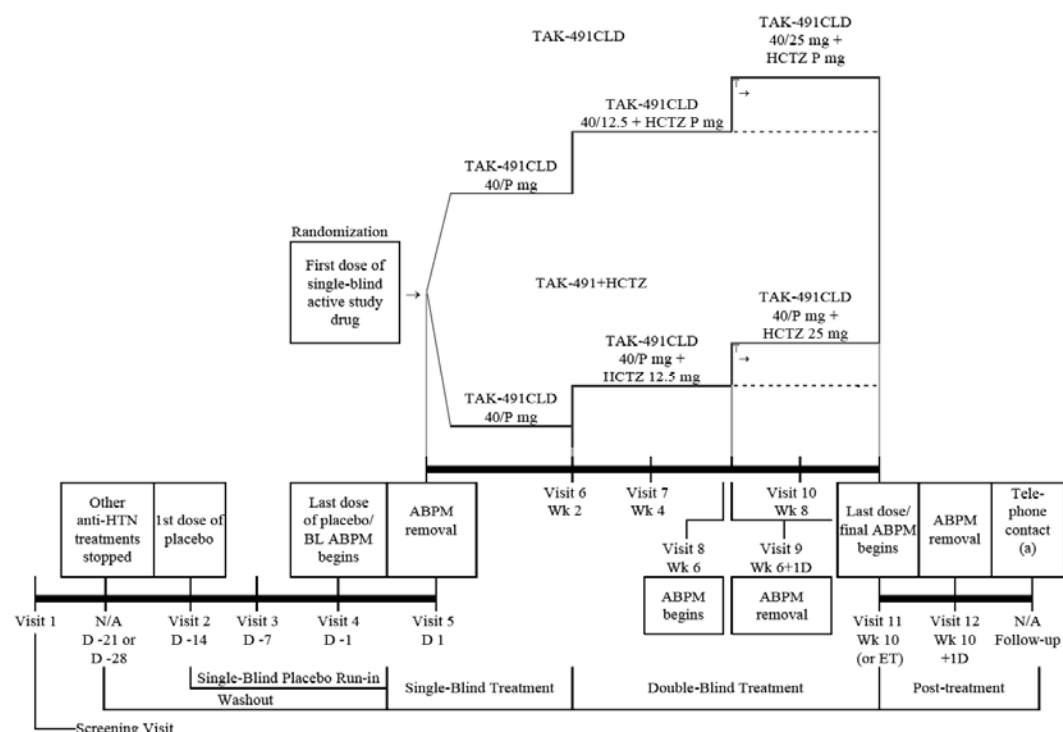 TAK-491CLD
TAK-491CLD
40/25 mg +
HCTZ P mg
↑
→
TAK-491CLD
40/12.5 + HCTZ P mg
TAK-491CLD
40/P mg
Randomization
First dose of
single-blind
active study
drug
→
TAK-491+HCTZ
TAK-491CLD
40/P mg +
HCTZ 25 mg
↑
→
TAK-491CLD
40/P mg +
HCTZ 12.5 mg
TAK-491CLD
40/P mg
Visit 6
Wk 2
Visit 7
Wk 4
Visit 10
Wk 8
Visit 8
Wk 6
Visit 9
Wk 6+1D
ABPM
begins
ABPM
removal
Other
anti-HTN
treatments
stopped
1st dose of
placebo
Last dose
of placebo/
BL ABPM
begins
ABPM
removal
Last dose/
final ABPM
begins
ABPM
removal
Tele-
phone
contact
(a)
Visit 1
N/A
D -21 or
D -28
Visit 2
D -14
Visit 3
D -7
Visit 4
D -1
Visit 5
D 1
Visit 11
Wk 10
(or ET)
Visit 12
Wk 10
+1D
N/A
Follow-up
Single-Blind Placebo Run-in
Washout
Single-Blind Treatment
Double-Blind Treatment
Post-treatment
Screening Visit